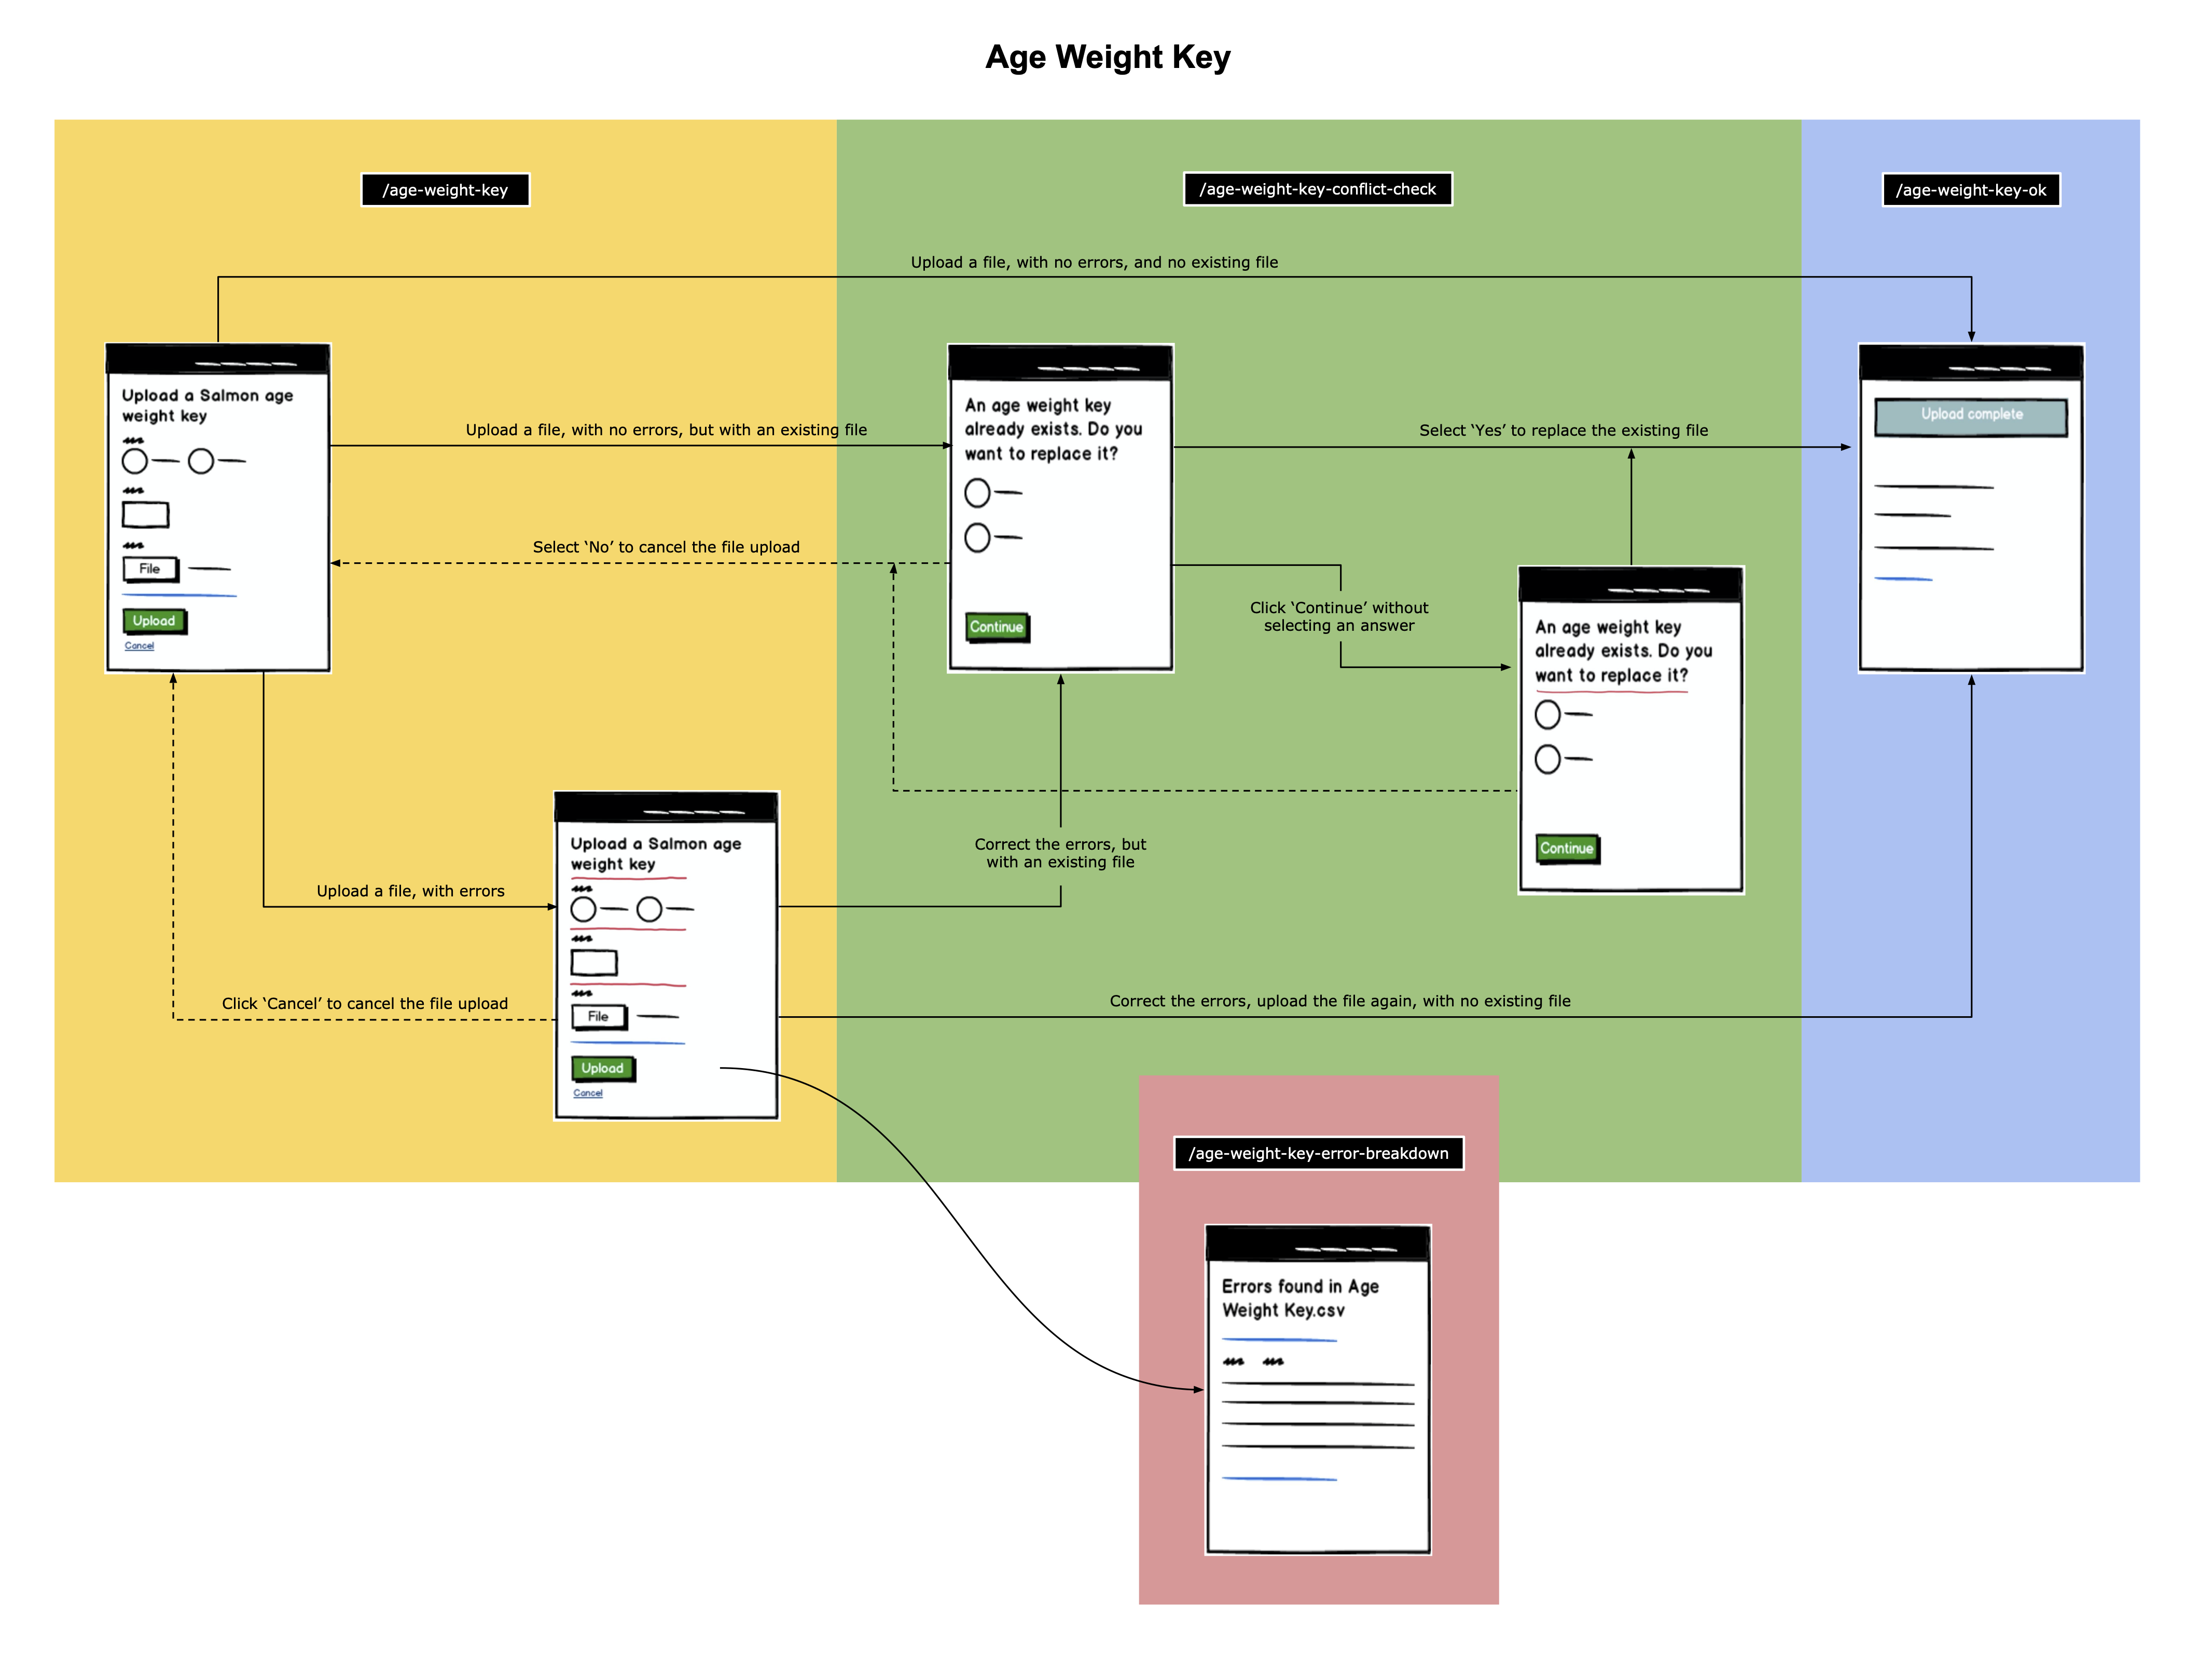 Age Weight Key
/age-weight-key
/age-weight-key-conflict-check
/age-weight-key-ok
Upload a file, with no errors, and no existing file
Upload a Salmon age
weight key
File
Upload
Cancel
Upload a file, with no errors, but with an existing file
Select ‘No’ to cancel the file upload
An age weight key
already exists. Do you
want to replace it?
Continue
Select ‘Yes’ to replace the existing file
Click ‘Continue’ without
selecting an answer
An age weight key
already exists. Do you
want to replace it?
Continue
Upload complete
Upload a file, with errors
Click ‘Cancel’ to cancel the file upload
Upload a Salmon age
weight key
File
Upload
Cancel
Correct the errors, but
with an existing file
Correct the errors, upload the file again, with no existing file
/age-weight-key-error-breakdown
Errors found in Age
Weight Key.csv